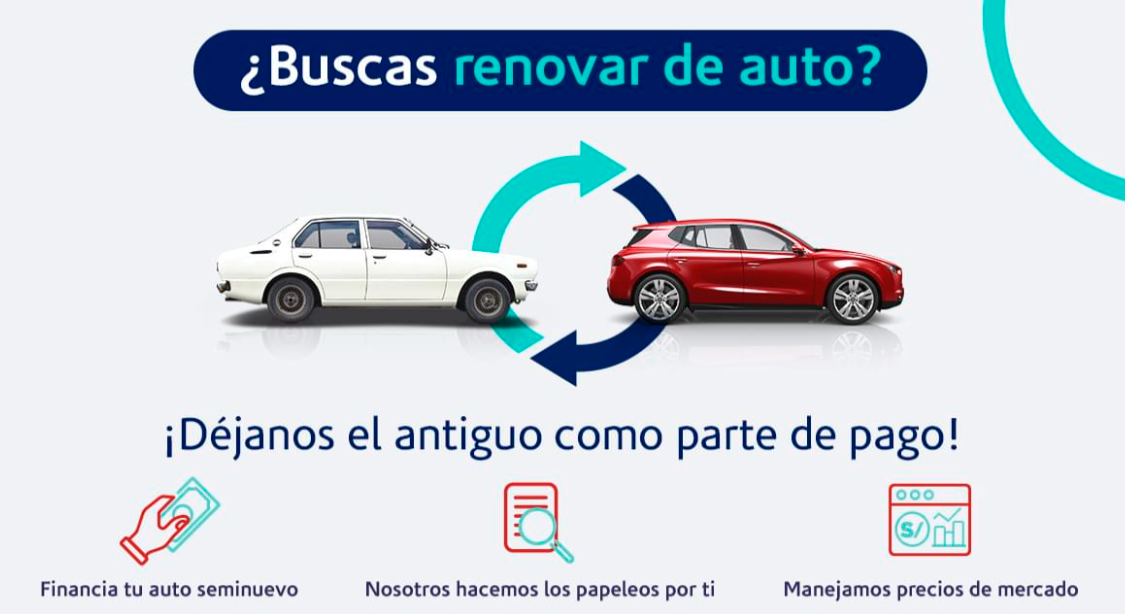 ¿Buscas renovar de auto?
¡Déjanos el antiguo como parte de pago!
S/
Financia tu auto seminuevo
Nosotros hacemos los papeleos por ti
Manejamos precios de mercado